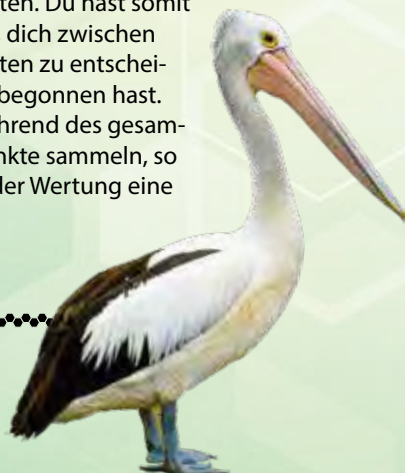 ten. Du hast somit
dich zwischen
ten zu entschei-
begonnen hast.
hrend des gesam-
nkte sammeln, so
der Wertung eine